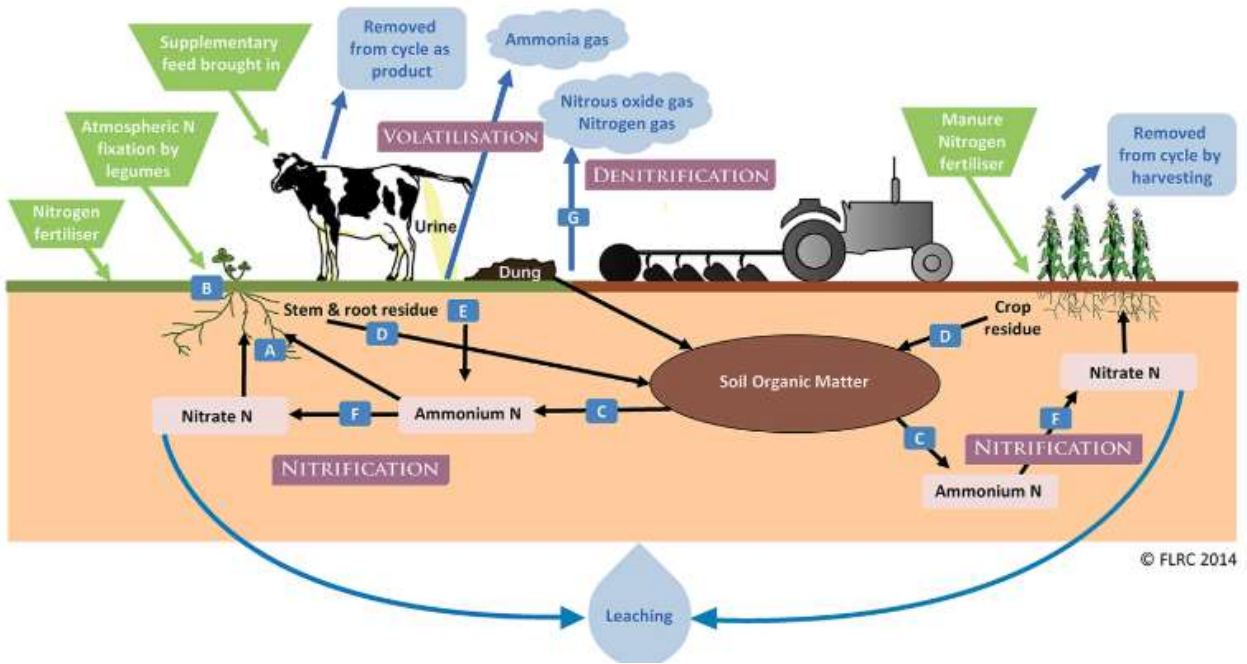 Supplementary
feed brought in
Removed
from cycle as
product
Ammonia gas
Atmospheric N
fixation by
legumes
VOLATILISATION
Nitrous oxide gas
Nitrogen gas
Manure
Nitrogen
fertiliser
Removed
from cycle by
harvesting
DENITRIFICATION
Nitrogen
fertiliser
Urine
G
Dung
B
Stem & root residue
E
Crop
residue
D
D
A
Soil Organic Matter
Nitrate N
Nitrate N
F
Ammonium N
C
C
F
NITRIFICATION
NITRIFICATION
Ammonium N
© FLRC 2014
Leaching